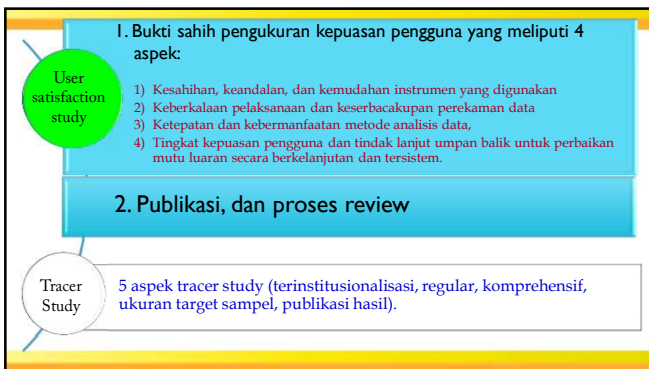 1. Bukti sahih pengukuran kepuasan pengguna yang meliputi 4
aspek:
User
satisfaction
study
1) Kesahihan, keandalan, dan kemudahan instrumen yang digunakan
2) Keberkalaan pelaksanaan dan keserbacakupan perekaman data
3) Ketepatan dan kebermanfaatan metode analisis data,
4) Tingkat kepuasan pengguna dan tindak lanjut umpan balik untuk perbaikan
mutu luaran secara berkelanjutan dan tersistem.
2. Publikasi, dan proses review
Tracer
Study
5 aspek tracer study (terinstitusionalisasi, regular, komprehensif,
ukuran target sampel, publikasi hasil).